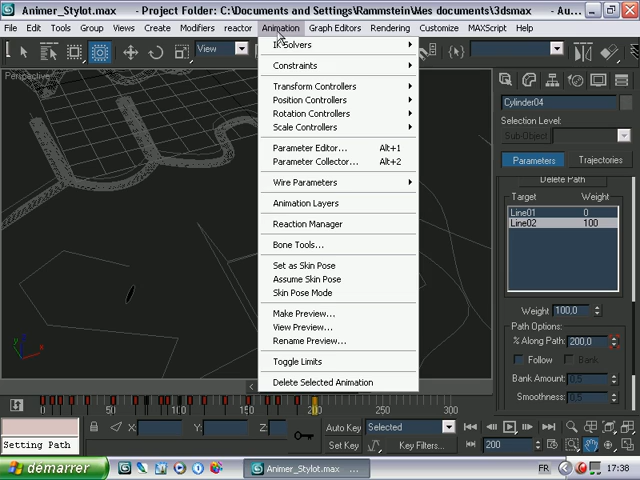 Animer_Stylot.max - Project Folder: C:\Documents and Settings\Rammstein\Mes documents\3dsmax - Au...
File Edit Tools Group Views Create Modifiers reactor Animation Graph Editors Rendering Customize MAXScript Help
View
Perspective
IK Solvers
Constraints
Transform Controllers
Position Controllers
Rotation Controllers
Scale Controllers
Parameter Editor... Alt+1
Parameter Collector... Alt+2
Wire Parameters
Animation Layers
Reaction Manager
Bone Tools...
Set as Skin Pose
Assume Skin Pose
Skin Pose Mode
Make Preview...
View Preview...
Rename Preview...
Toggle Limits
Delete Selected Animation
Cylinder04
Selection Level:
Sub-Object
Parameters Trajectories
Delete Path
Target Weight
Line01 0
Line02 100
Weight 100,0
Path Options:
% Along Path: 200,0
Follow Bank
Bank Amount: 0,5
Smoothness: 0,5
z
x
0 50 100 150 200 250 300
Setting Path
X: Y: Z:
Auto Key Selected
Set Key Key Filters...
200
démarrer
Animer_Stylot.max ...
FR
17:38